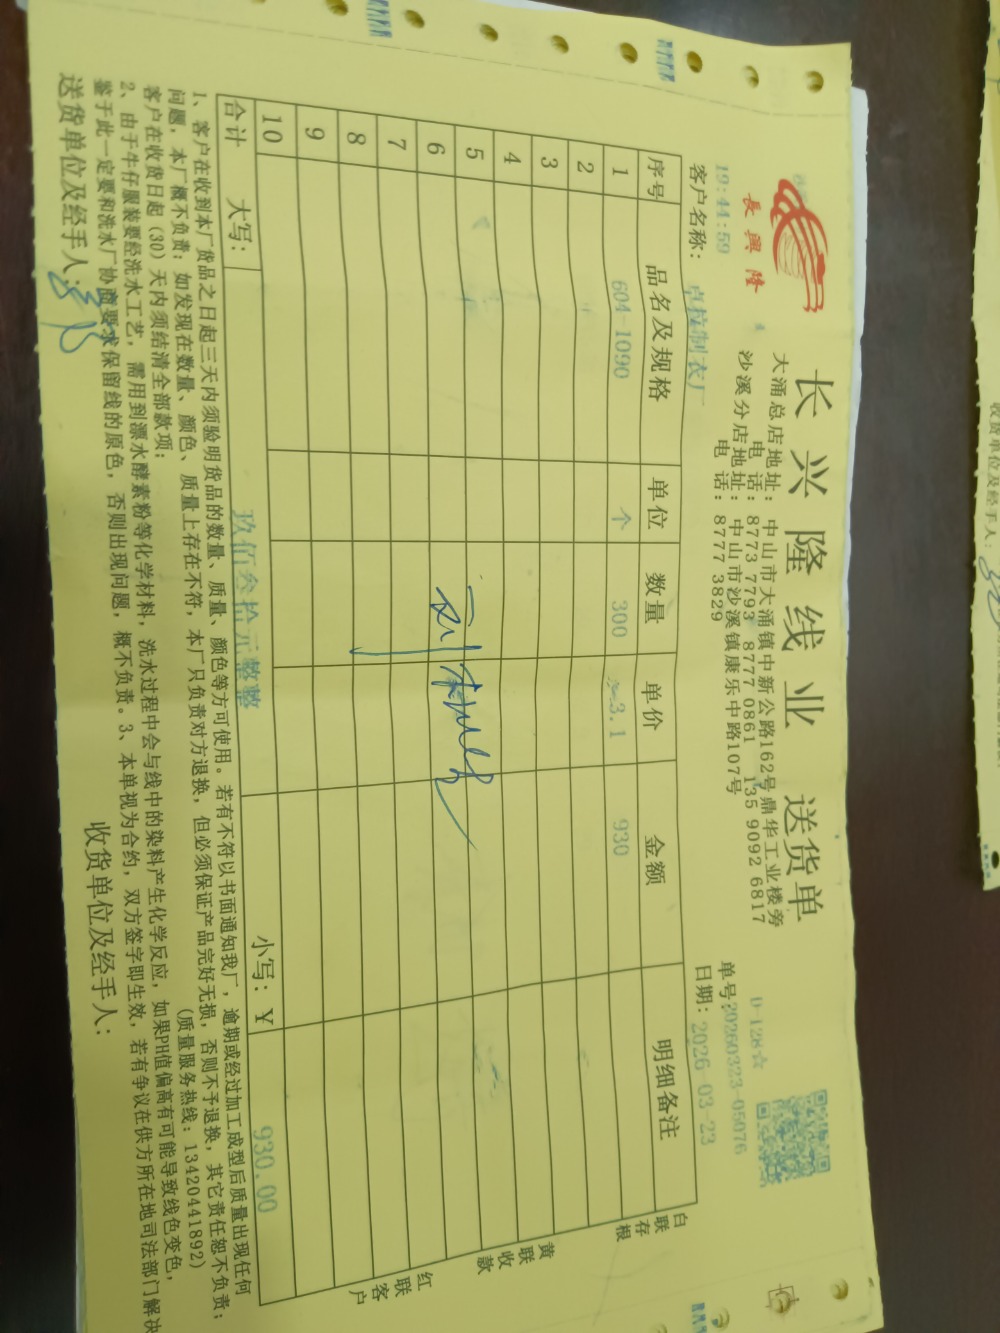 長興隆
长兴隆线业 送货单
大涌总店地址：中山市大涌镇中新公路162号鼎华工业楼旁
电 话：8773 7793 8777 0861 135 9092 6817
沙溪分店地址：中山市沙溪镇康乐中路107号
电 话：8777 3829
D-128☆
单号:20260323-05076
19:44:59
客户名称：卢拉制衣厂
日期：2026 03 23
序号 品名及规格 单位 数量 单价 金额 明细备注
1 604-1090 个 300 3.1 930
2
3
4
5
6
7
8
9
10
合计 大写：玖佰叁拾元整整 小写：￥ 930.00
白联存根
黄联收款
红联客户
1、客户在收到本厂货品之日起三天内须验明货品的数量、质量、颜色等方可使用。若有不符以书面通知我厂，逾期或经过加工成型后质量出现任何
问题，本厂概不负责；如发现在数量、颜色、质量上存在不符，本厂只负责对方退换，但必须保证产品完好无损，否则不予退换，其它责任恕不负责；
客户在收货日起（30）天内须结清全部款项； (质量服务热线：13420441892)
2、由于牛仔服装要经洗水工艺，需用到漂水酵素粉等化学材料，洗水过程中会与线中的染料产生化学反应，如果PH值偏高有可能导致线色变色，
鉴于此一定要和洗水厂协商要求保留线的原色，否则出现问题，概不负责。3、本单视为合约，双方签字即生效，若有争议在供方所在地司法部门解决
送货单位及经手人： 收货单位及经手人：
收货单位及经手人：